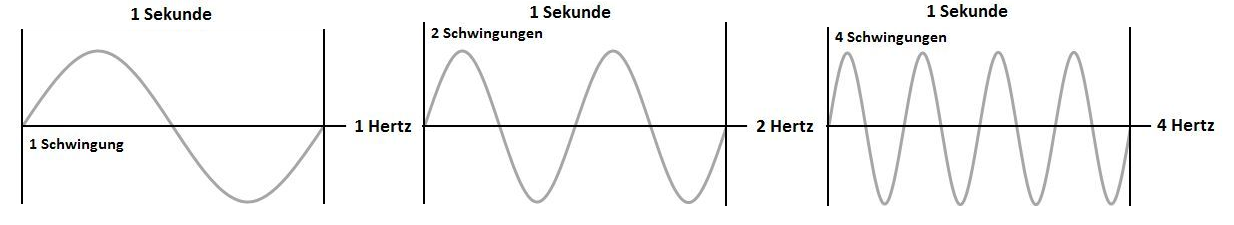 1 Sekunde
1 Schwingung
1 Hertz
1 Sekunde
2 Schwingungen
2 Hertz
1 Sekunde
4 Schwingungen
4 Hertz